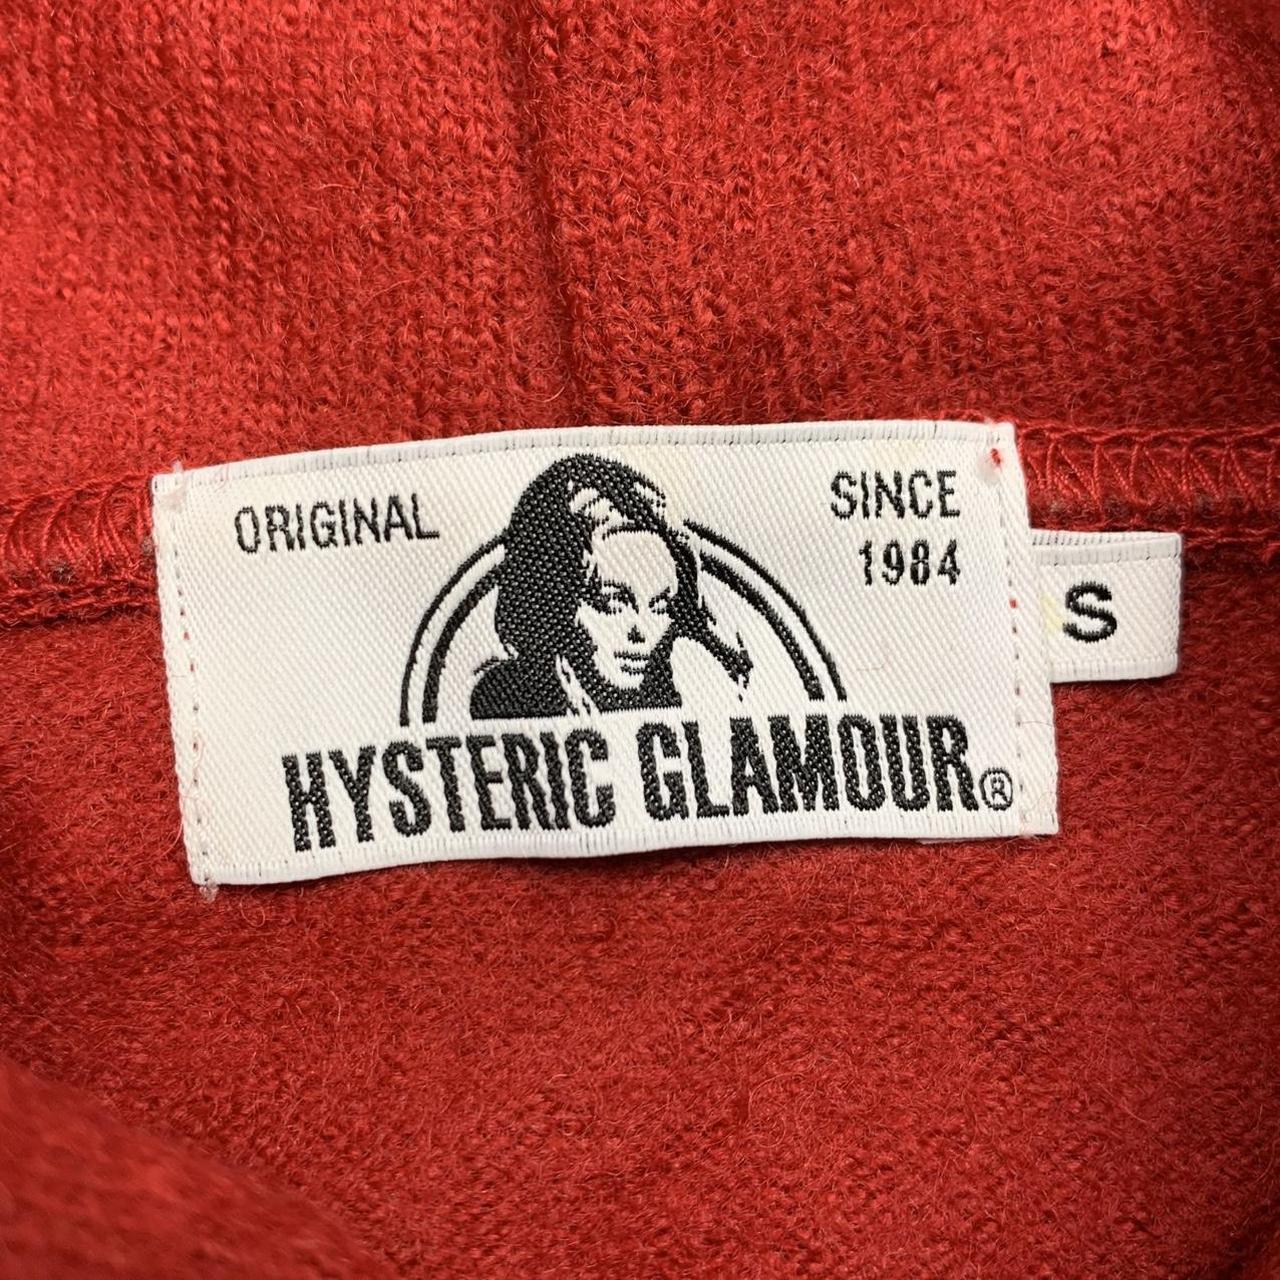 ORIGINAL
SINCE
1984
HYSTERIC GLAMOUR®
S